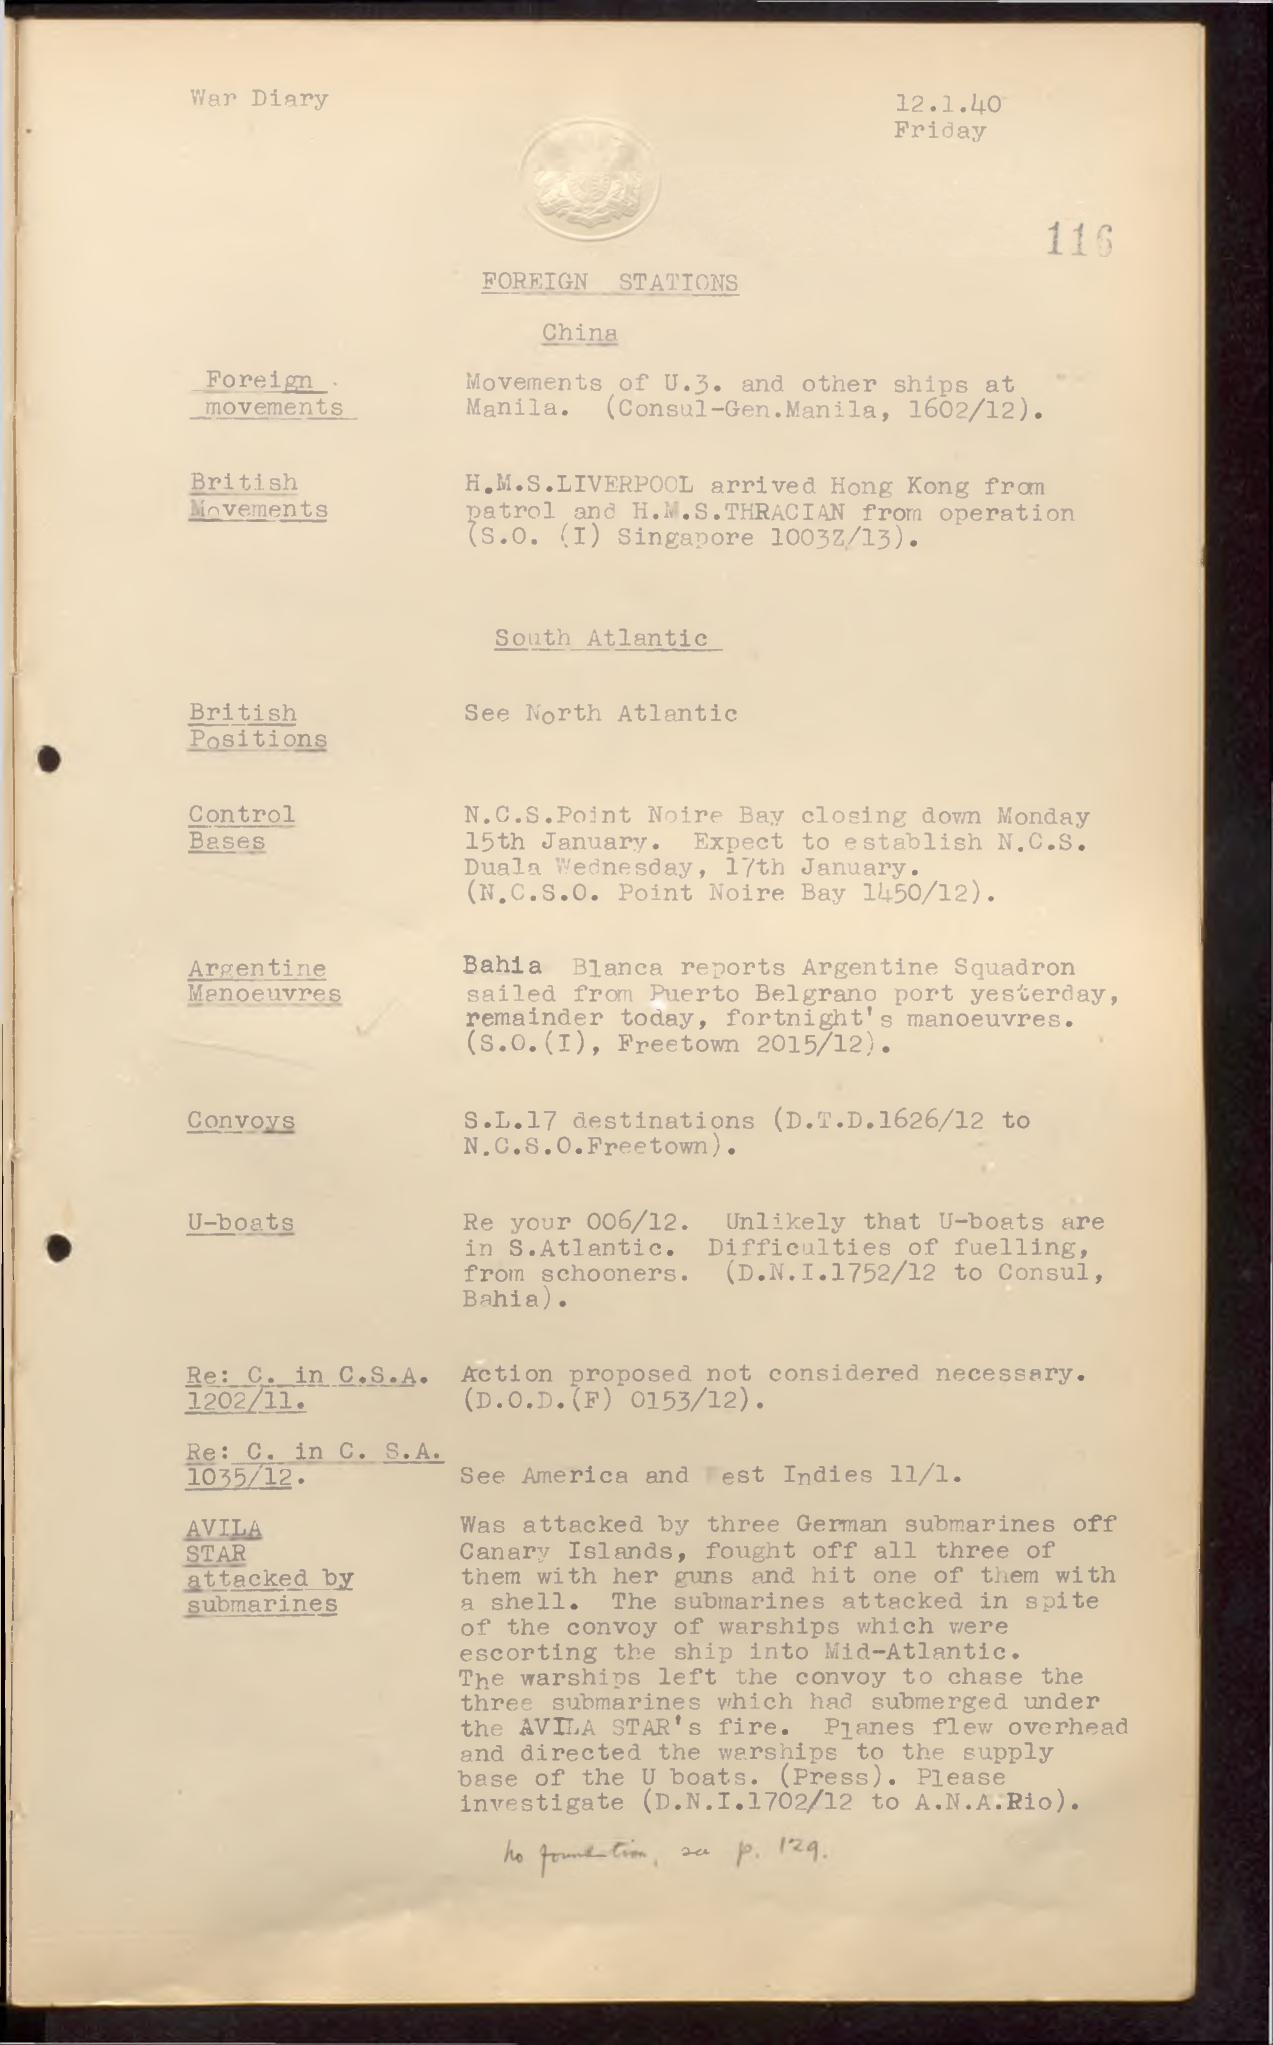 War Diary
12.1.40
Friday
116
FOREIGN STATIONS
China
Foreign
movements
Movements of U.3. and other ships at
Manila. (Consul-Gen.Manila, 1602/12).
British
Movements
H.M.S.LIVERPOOL arrived Hong Kong from
patrol and H.M.S.THRACIAN from operation
(S.O. (I) Singapore 1003Z/13).
South Atlantic
British
Positions
See North Atlantic
Control
Bases
N.C.S.Point Noire Bay closing down Monday
15th January. Expect to establish N.C.S.
Duala Wednesday, 17th January.
(N.C.S.O. Point Noire Bay 1450/12).
Argentine
Manoeuvres
Bahia Blanca reports Argentine Squadron
sailed from Puerto Belgrano port yesterday,
remainder today, fortnight's manoeuvres.
(S.O.(I), Freetown 2015/12).
Convoys
S.L.17 destinations (D.T.D.1626/12 to
N.C.S.O.Freetown).
U-boats
Re your 006/12. Unlikely that U-boats are
in S.Atlantic. Difficulties of fuelling,
from schooners. (D.N.I.1752/12 to Consul,
Bahia).
Re: C. in C.S.A.
1202/11.
Action proposed not considered necessary.
(D.O.D.(F) 0153/12).
Re: C. in C. S.A.
1035/12.
See America and est Indies 11/1.
AVILA
STAR
attacked by
submarines
Was attacked by three German submarines off
Canary Islands, fought off all three of
them with her guns and hit one of them with
a shell. The submarines attacked in spite
of the convoy of warships which were
escorting the ship into Mid-Atlantic.
The warships left the convoy to chase the
three submarines which had submerged under
the AVILA STAR's fire. Planes flew overhead
and directed the warships to the supply
base of the U boats. (Press). Please
investigate (D.N.I.1702/12 to A.N.A.Rio).
No foundation, see p. 129.